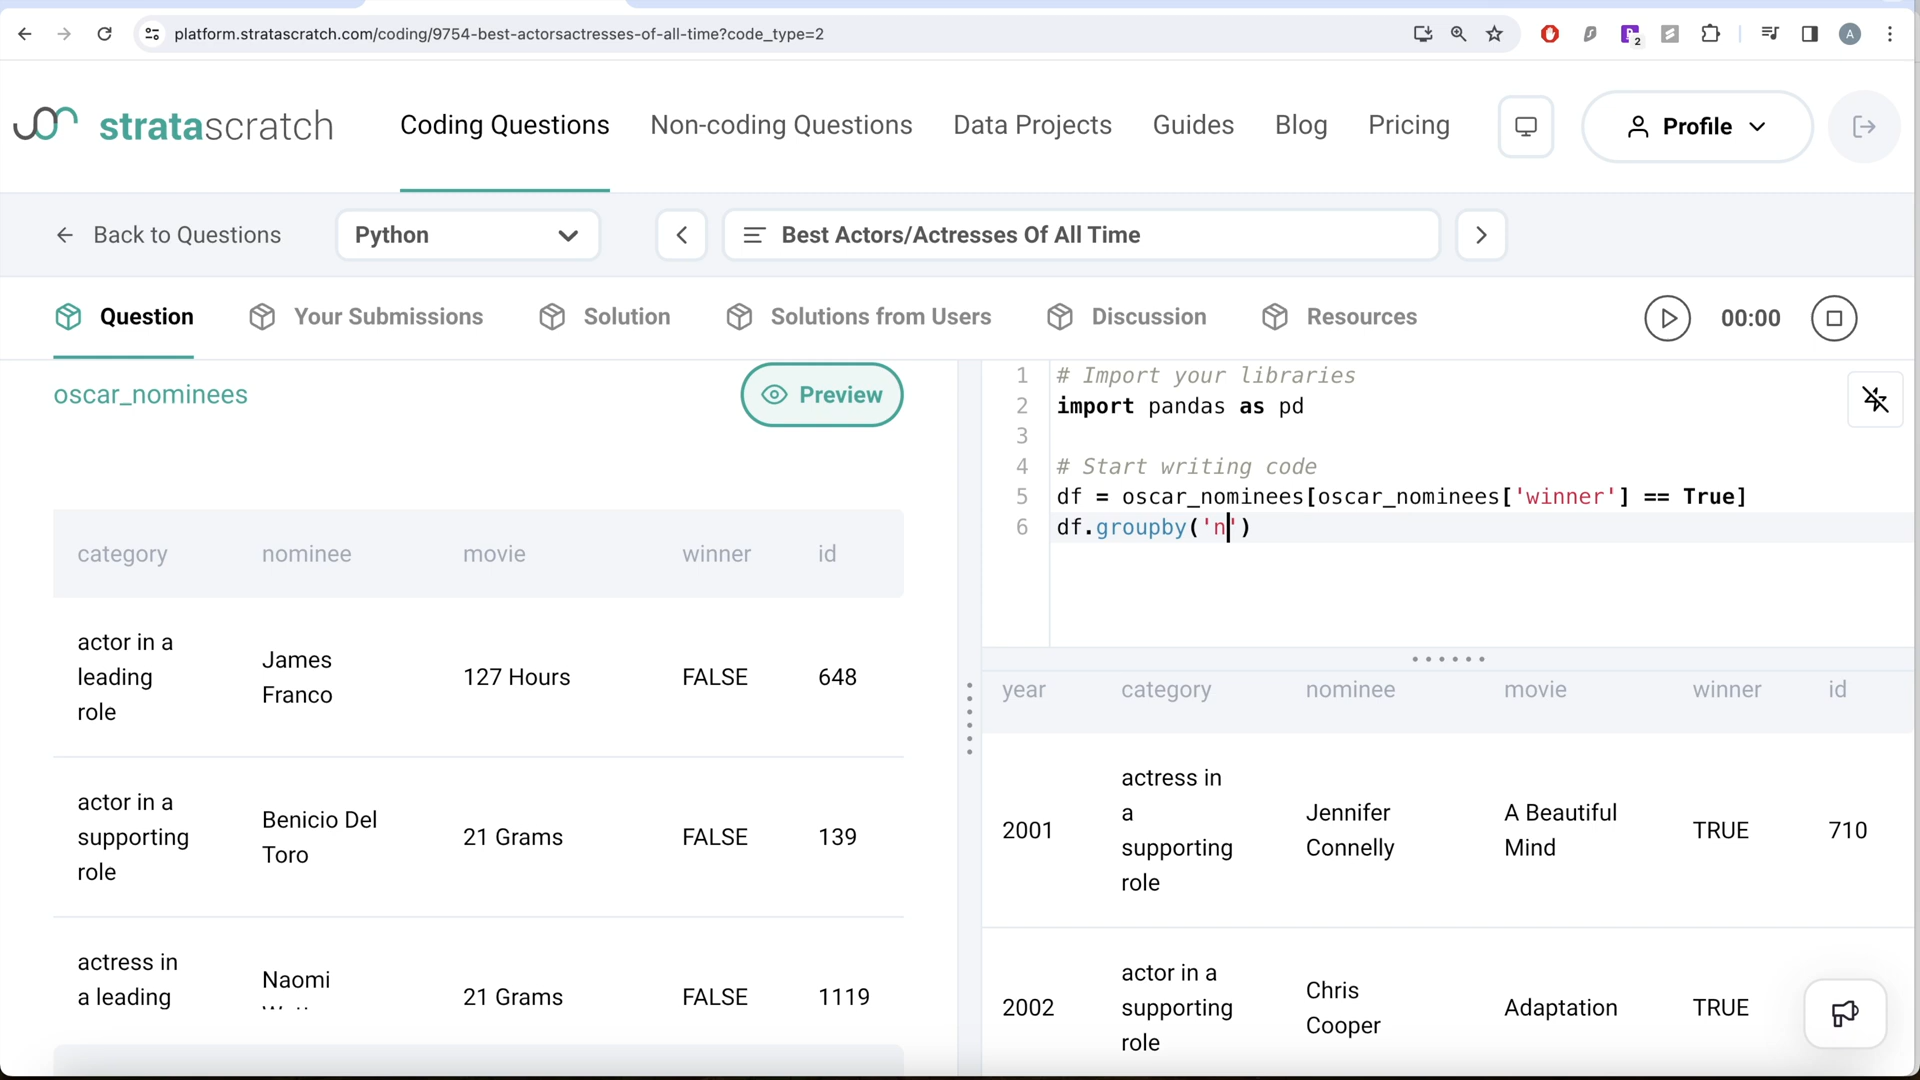 platform.stratascratch.com/coding/9754-best-actorsactresses-of-all-time?code_type=2
2
A
stratascratch
Coding Questions
Non-coding Questions
Data Projects
Guides
Blog
Pricing
Profile
Back to Questions
Python
Best Actors/Actresses Of All Time
Question
Your Submissions
Solution
Solutions from Users
Discussion
Resources
00:00
oscar_nominees
Preview
category nominee movie winner id
actor in a
leading
role
James
Franco
127 Hours
FALSE
648
actor in a
supporting
role
Benicio Del
Toro
21 Grams
FALSE
139
actress in
a leading
Naomi
21 Grams
FALSE
1119
1 # Import your libraries
2 import pandas as pd
3
4 # Start writing code
5 df = oscar_nominees[oscar_nominees['winner'] == True]
6 df.groupby('n')
year category nominee movie winner id
2001
actress in
a
supporting
role
Jennifer
Connelly
A Beautiful
Mind
TRUE
710
2002
actor in a
supporting
role
Chris
Cooper
Adaptation
TRUE